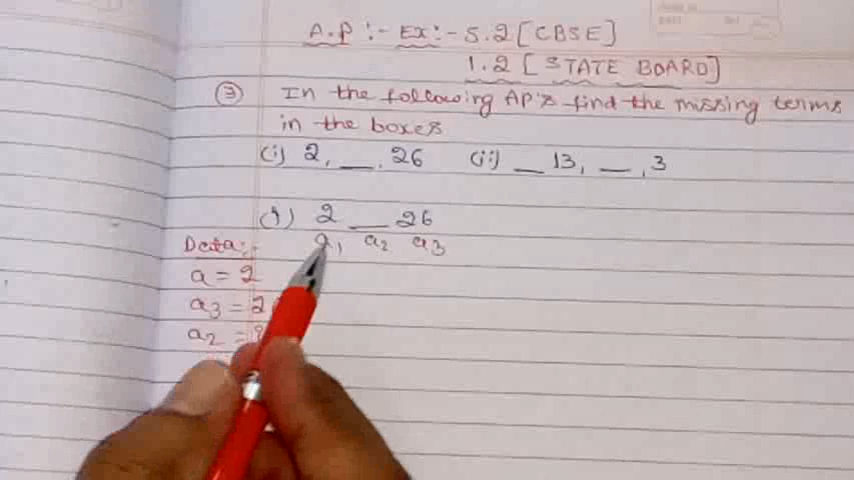 A.P :- Ex:- 5.2 [CBSE]
1.2 [STATE BOARD]
③ In the following AP's find the missing terms
in the boxes
(i) 2, __, 26 (ii) __ 13, __, 3
(i) 2 __ 26
a₁ a₂ a₃
Data:-
a = 2
a₃ = 2
a₂ =